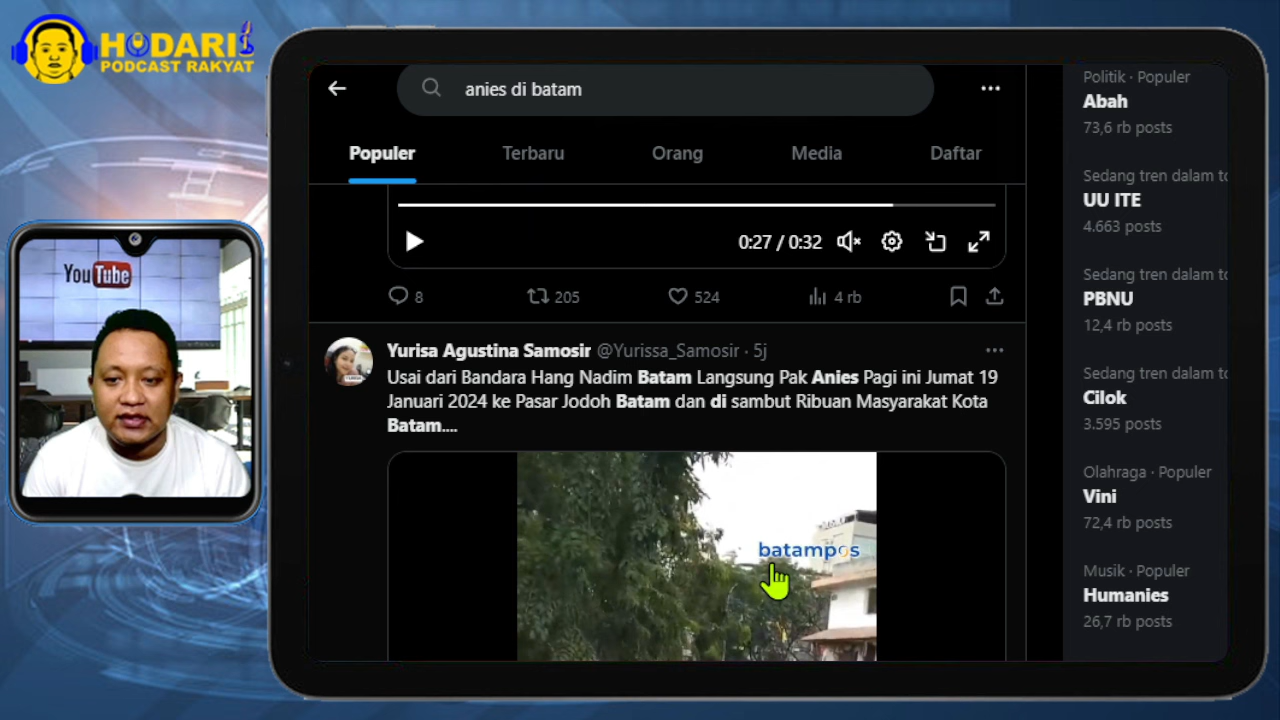 HODARI
PODCAST RAKYAT
YouTube
anies di batam
Populer
Terbaru
Orang
Media
Daftar
0:27 / 0:32
8
205
524
4 rb
Yurisa Agustina Samosir @Yurissa_Samosir · 5j
Usai dari Bandara Hang Nadim Batam Langsung Pak Anies Pagi ini Jumat 19
Januari 2024 ke Pasar Jodoh Batam dan di sambut Ribuan Masyarakat Kota
Batam....
batampos
Politik · Populer
Abah
73,6 rb posts
Sedang tren dalam to
UU ITE
4.663 posts
Sedang tren dalam to
PBNU
12,4 rb posts
Sedang tren dalam to
Cilok
3.595 posts
Olahraga · Populer
Vini
72,4 rb posts
Musik · Populer
Humanies
26,7 rb posts